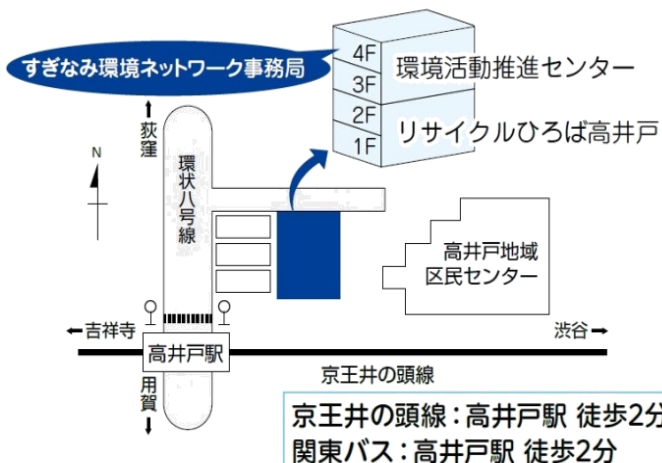 すぎなみ環境ネットワーク事務局
4F
3F
環境活動推進センター
2F
1F
リサイクルひろば高井戸
荻窪
N
環状八号線
高井戸地域
区民センター
吉祥寺
渋谷
高井戸駅
京王井の頭線
用賀
京王井の頭線：高井戸駅 徒歩2分
関東バス：高井戸駅 徒歩2分